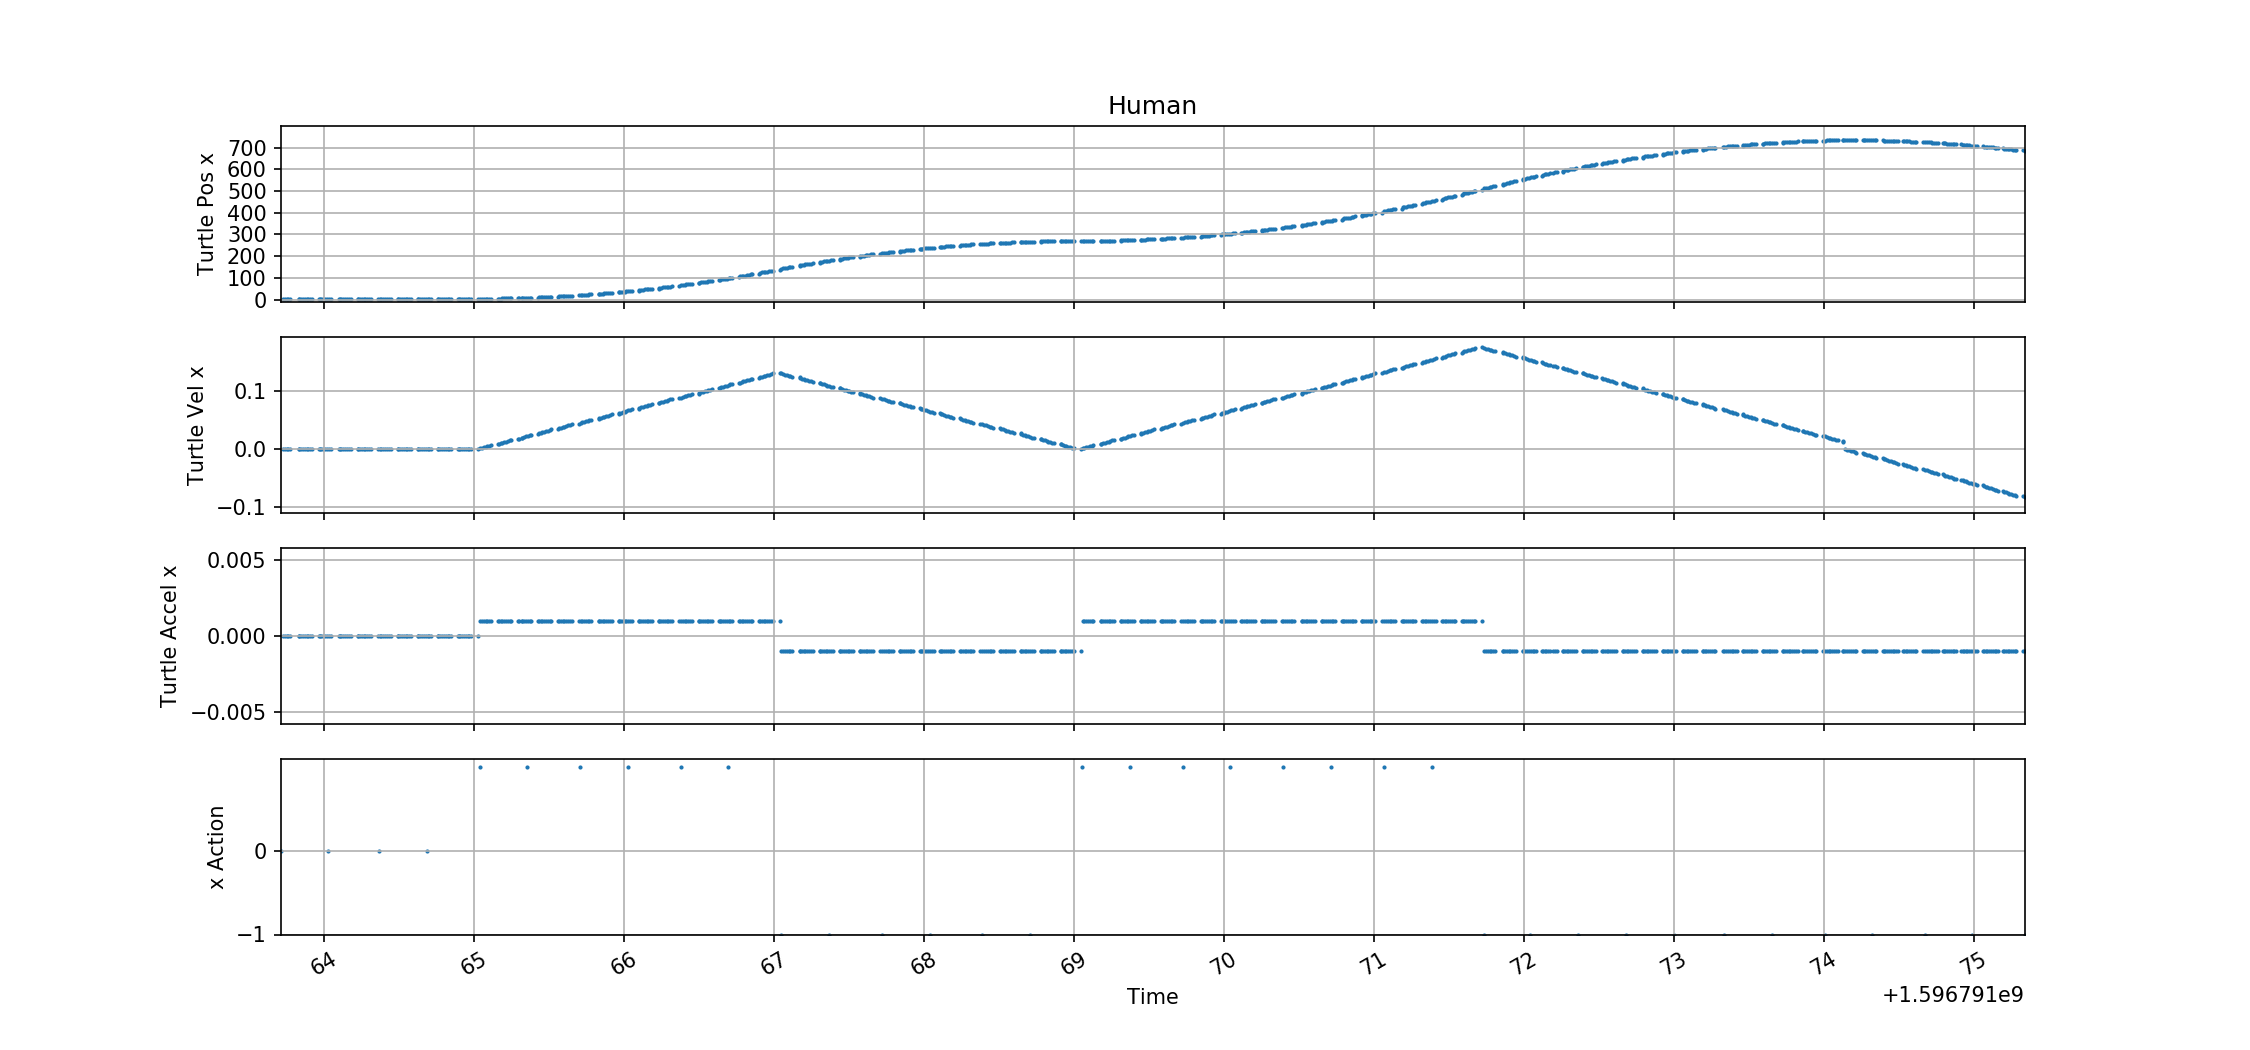 Human
Turtle Pos x
700
600
500
400
300
200
100
0
Turtle Vel x
0.1
0.0
−0.1
Turtle Accel x
0.005
0.000
−0.005
x Action
0
−1
64 65 66 67 68 69 70 71 72 73 74 75
Time
+1.596791e9